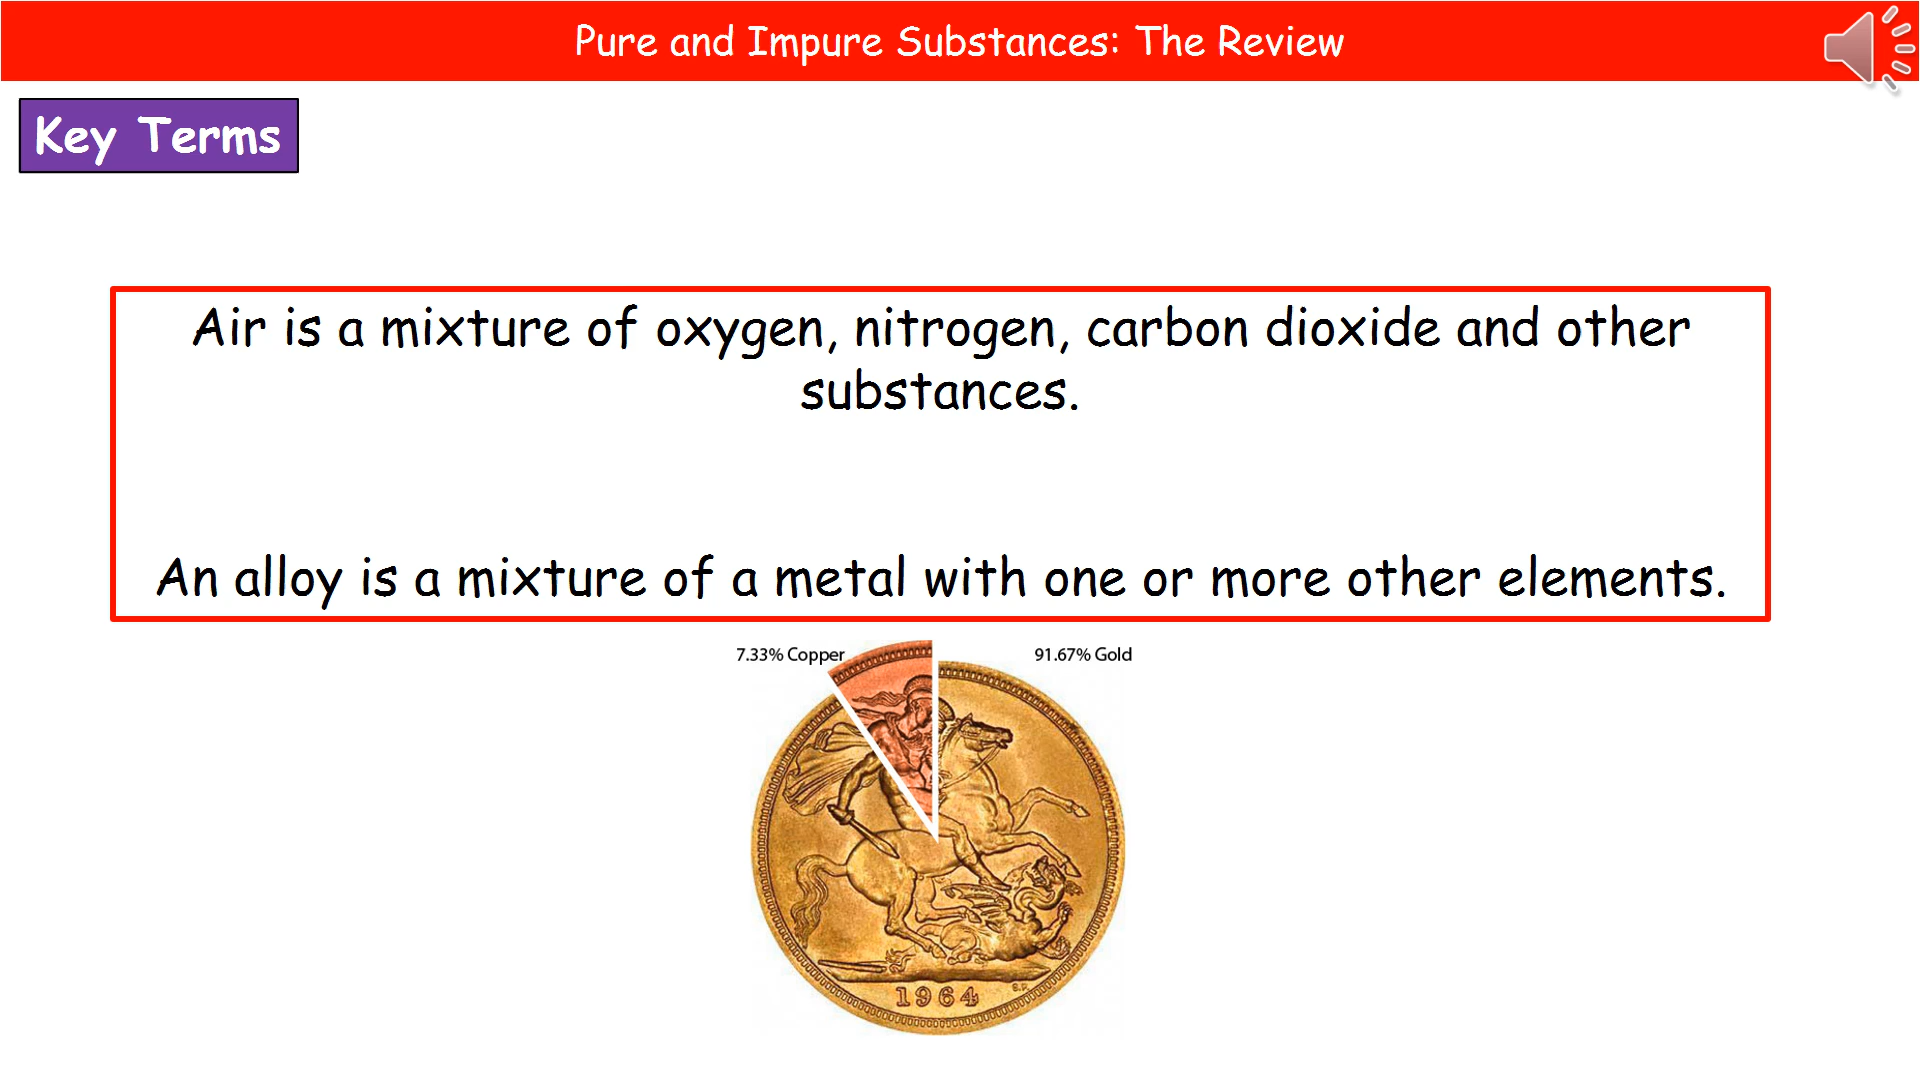 Pure and Impure Substances: The Review
Key Terms
Air is a mixture of oxygen, nitrogen, carbon dioxide and other
substances.
An alloy is a mixture of a metal with one or more other elements.
7.33% Copper
91.67% Gold
1964